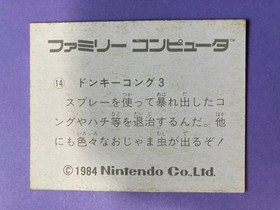 ファミリー コンピュータ™
⑭ ドンキーコング3
スプレーを使って暴れ出したコ
ングやハチ等を退治するんだ。他
にも色々なおじゃま虫が出るぞ!
©1984 Nintendo Co.,Ltd.